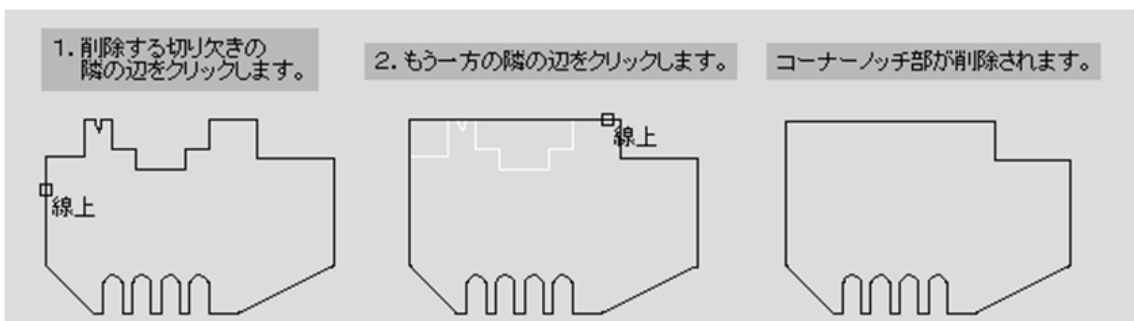 1. 削除する切り欠きの
隣の辺をクリックします。
2. もう一方の隣の辺をクリックします。
コーナーノッチ部が削除されます。
線上
線上